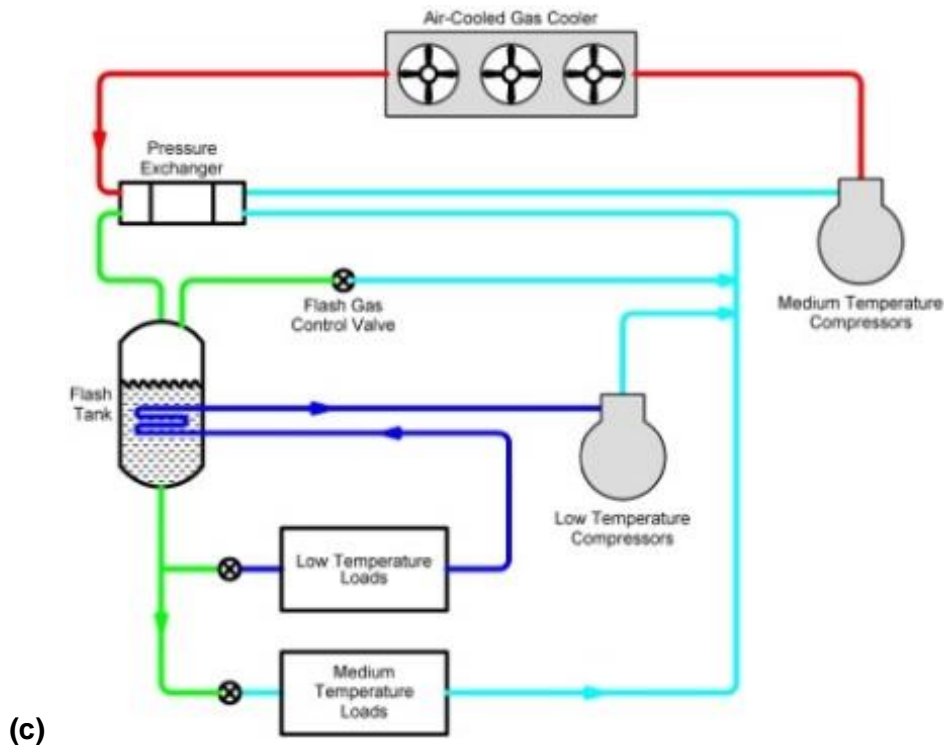 Air-Cooled Gas Cooler
Pressure
Exchanger
Flash Gas
Control Valve
Medium Temperature
Compressors
Flash
Tank
Low Temperature
Compressors
Low Temperature
Loads
Medium
Temperature
Loads
(c)